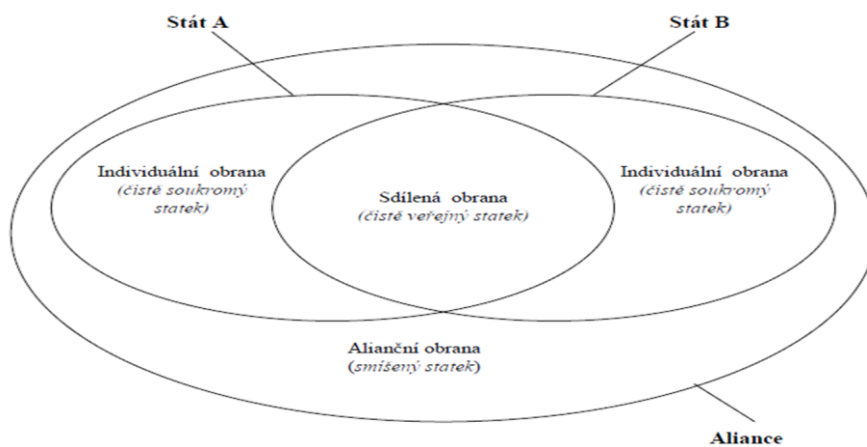 Stát A
Stát B
Individuální obrana
(čistě soukromý
statek)
Sdílená obrana
(čistě veřejný statek)
Individuální obrana
(čistě soukromý
statek)
Alianční obrana
(smíšený statek)
Aliance